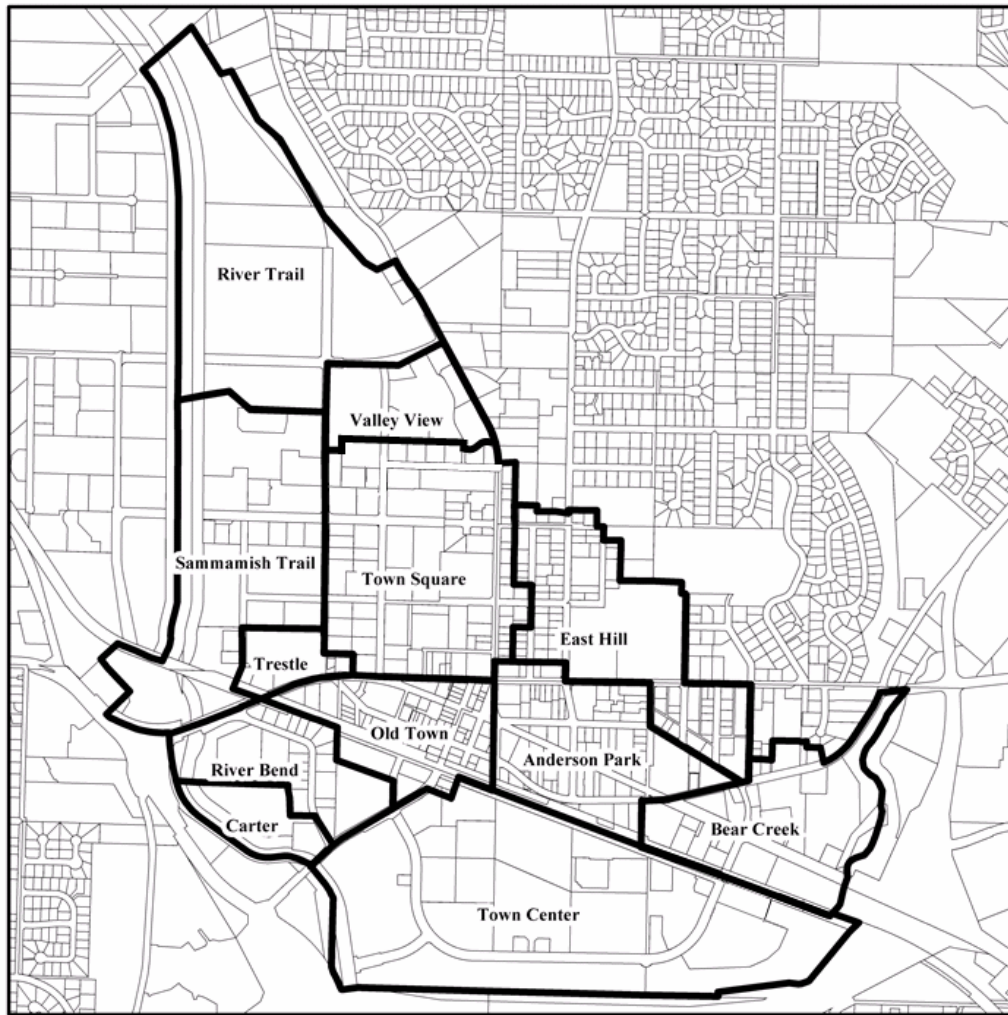 River Trail
Valley View
Sammamish Trail
Town Square
East Hill
Trestle
Old Town
Anderson Park
River Bend
Carter
Bear Creek
Town Center